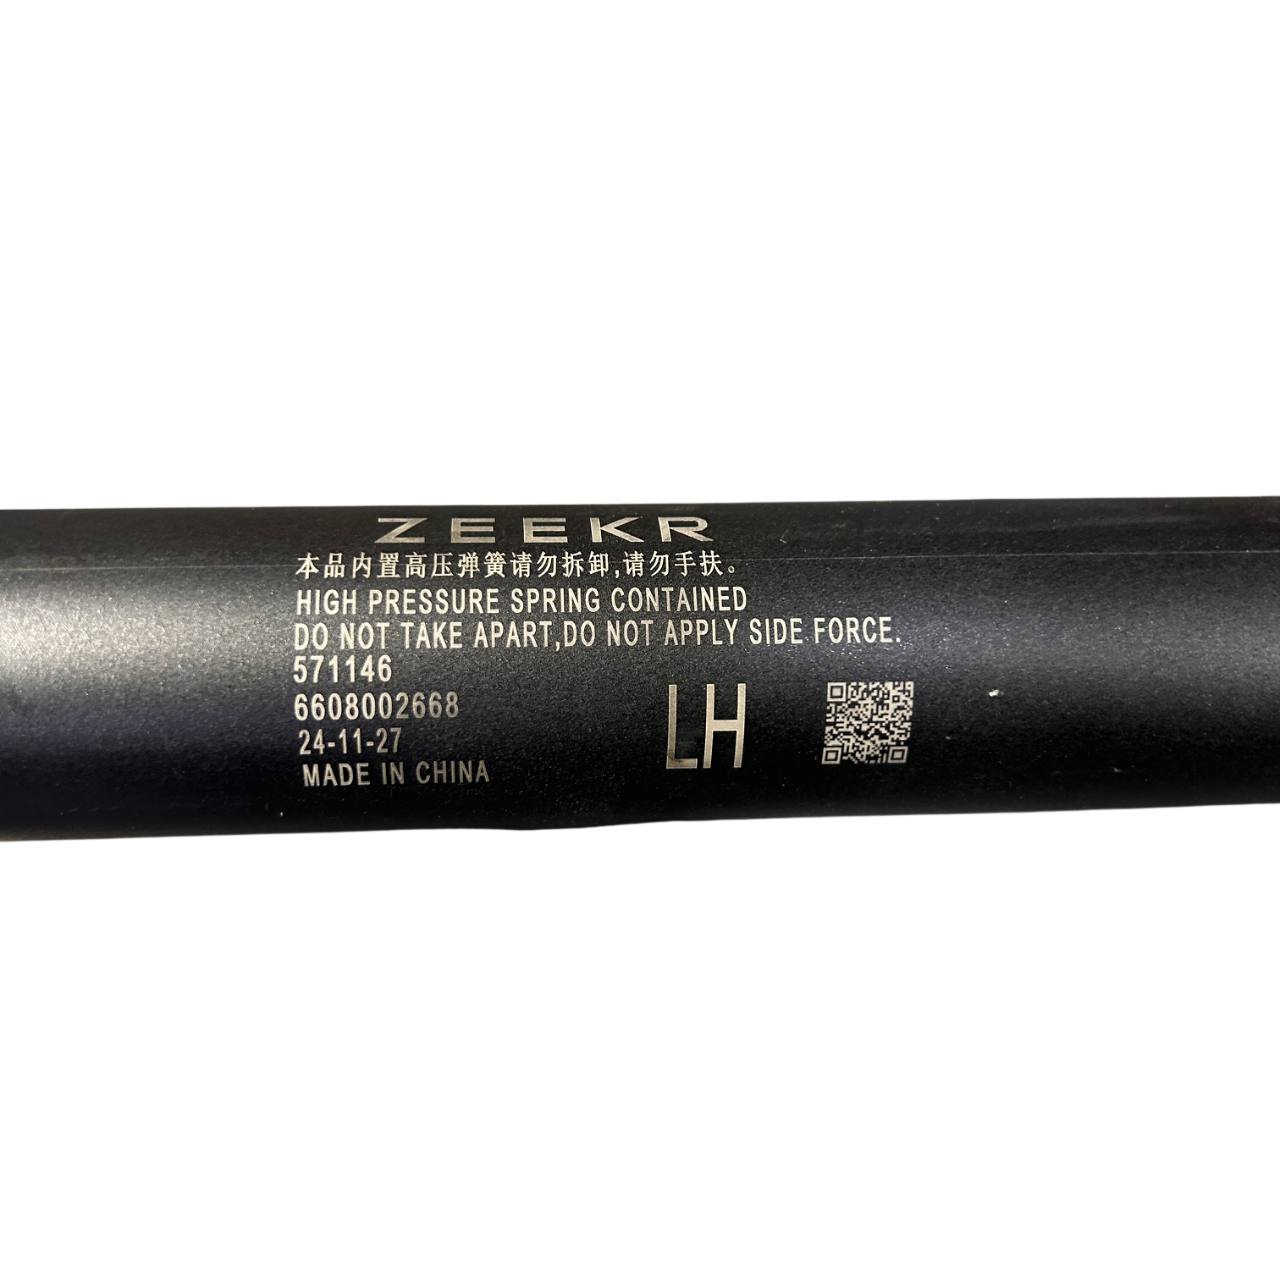 ZEEKR
本品内置高压弹簧请勿拆卸,请勿手扶。
HIGH PRESSURE SPRING CONTAINED
DO NOT TAKE APART,DO NOT APPLY SIDE FORCE.
571146
6608002668
24-11-27
MADE IN CHINA
LH